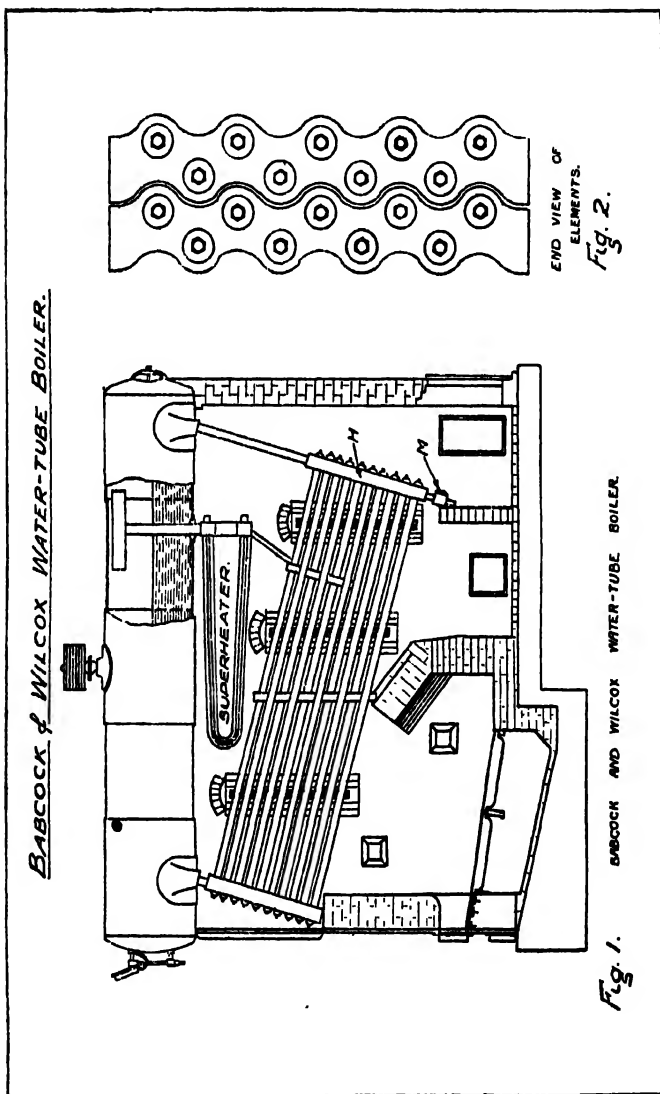 BABCOCK & WILCOX WATER-TUBE BOILER.
END VIEW OF
ELEMENTS.
Fig. 2.
SUPERHEATER.
H
M
Fig. 1.
BABCOCK AND WILCOX WATER-TUBE BOILER.